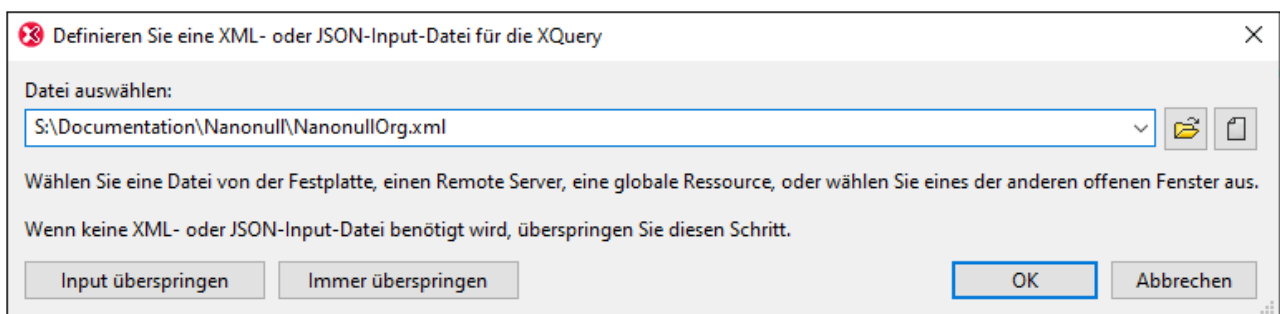 Definieren Sie eine XML- oder JSON-Input-Datei für die XQuery
Datei auswählen:
S:\Documentation\Nanonull\NanonullOrg.xml
Wählen Sie eine Datei von der Festplatte, einen Remote Server, eine globale Ressource, oder wählen Sie eines der anderen offenen Fenster aus.
Wenn keine XML- oder JSON-Input-Datei benötigt wird, überspringen Sie diesen Schritt.
Input überspringen Immer überspringen OK Abbrechen